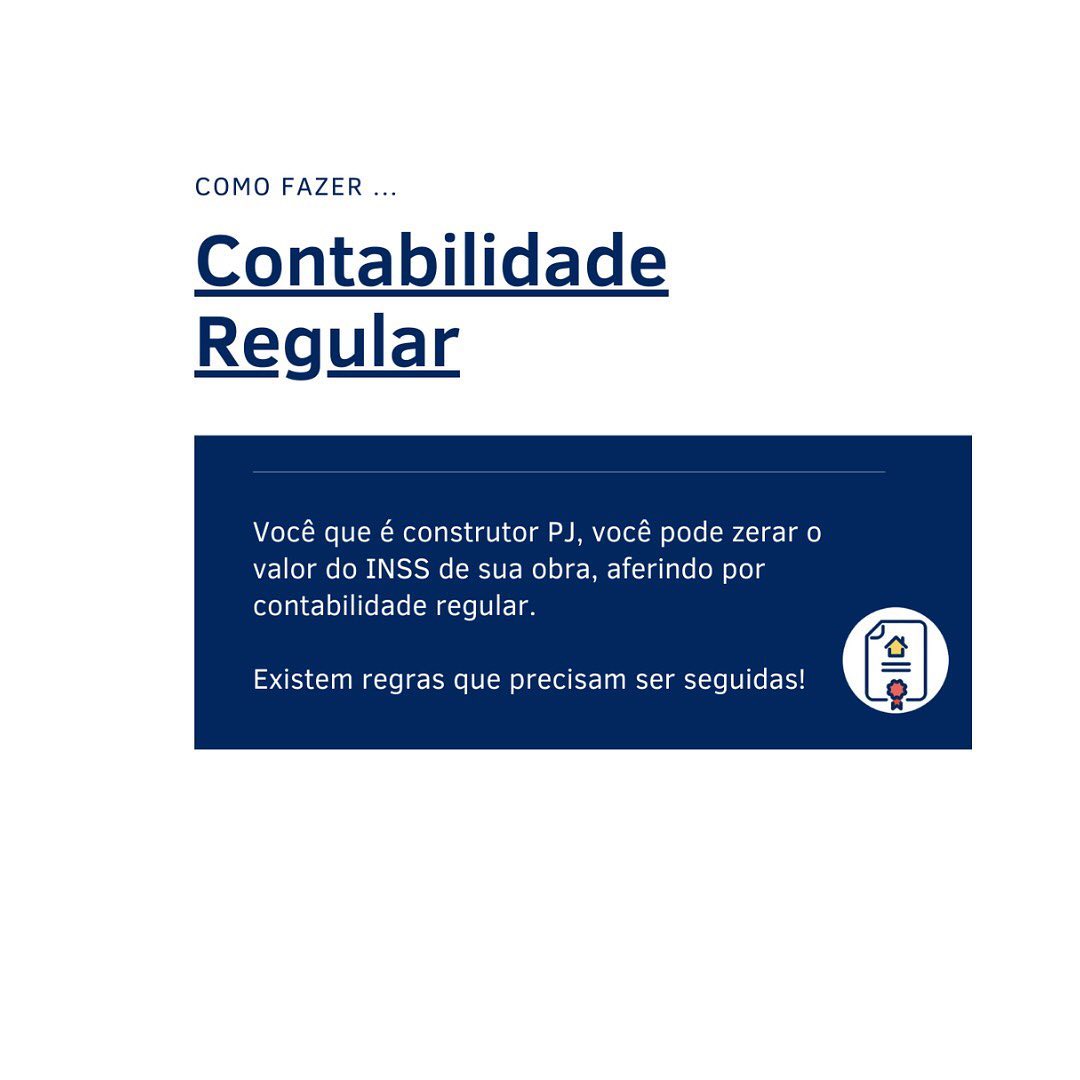 COMO FAZER ...
Contabilidade
Regular
Você que é construtor PJ, você pode zerar o
valor do INSS de sua obra, aferindo por
contabilidade regular.
Existem regras que precisam ser seguidas!